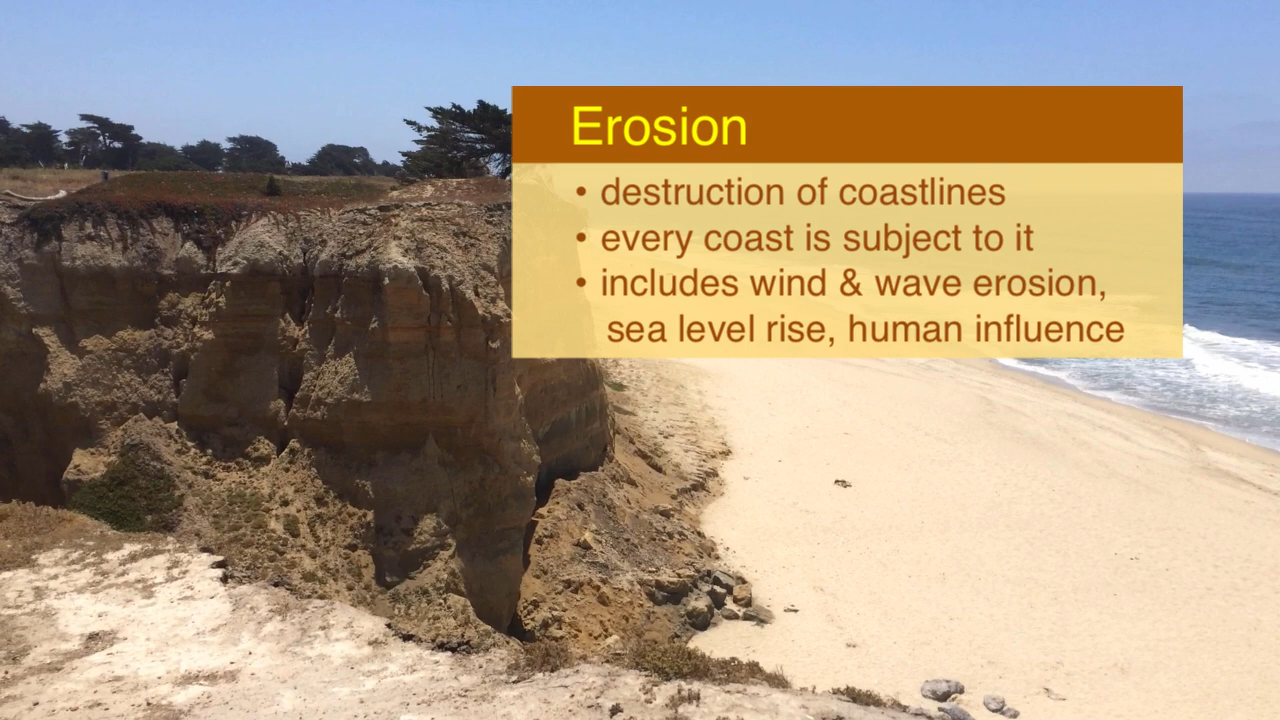 Erosion
• destruction of coastlines
• every coast is subject to it
• includes wind & wave erosion,
sea level rise, human influence